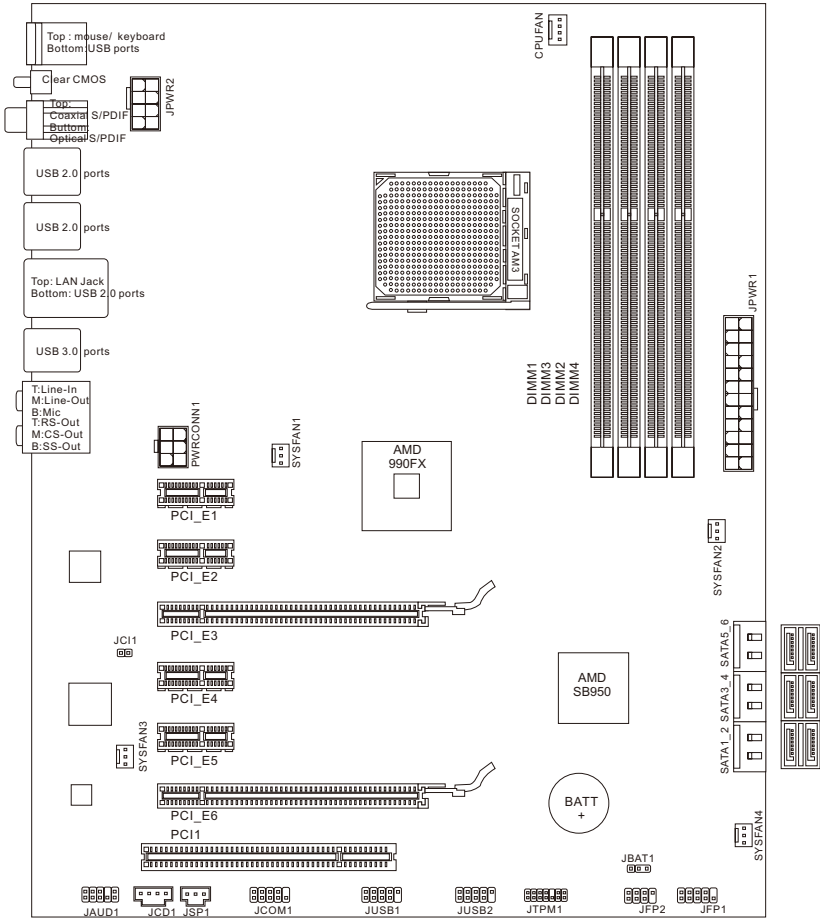 Top : mouse/ keyboard
Bottom:USB ports
Clear CMOS
Top:
Coaxial S/PDIF
Buttom:
Optical S/PDIF
JPWR2
CPUFAN
USB 2.0 ports
USB 2.0 ports
SOCKET AM3
Top: LAN Jack
Bottom: USB 2.0 ports
JPWR1
USB 3.0 ports
DIMM1
DIMM3
DIMM2
DIMM4
T:Line-In
M:Line-Out
B:Mic
T:RS-Out
M:CS-Out
B:SS-Out
PWRCONN1
SYSFAN1
AMD
990FX
PCI_E1
SYSFAN2
PCI_E2
PCI_E3
JCI1
SATA5_6
PCI_E4
AMD
SB950
SATA3_4
SYSFAN3
PCI_E5
SATA1_2
PCI_E6
BATT
+
PCI1
SYSFAN4
JBAT1
JAUD1
JCD1
JSP1
JCOM1
JUSB1
JUSB2
JTPM1
JFP2
JFP1